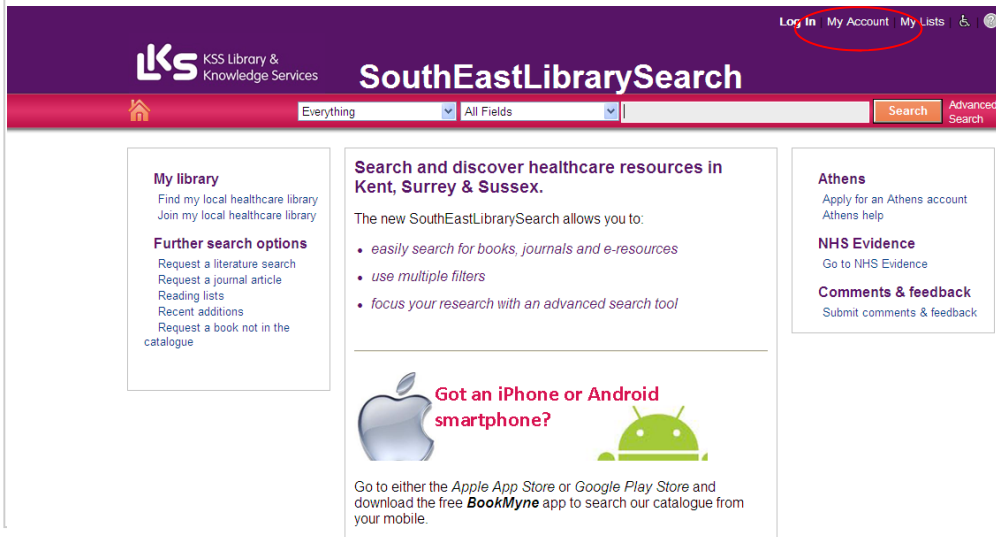 Log In My Account My Lists
LKS KSS Library &
Knowledge Services
SouthEastLibrarySearch
Everything All Fields Search Advanced
Search
My library
Find my local healthcare library
Join my local healthcare library
Further search options
Request a literature search
Request a journal article
Reading lists
Recent additions
Request a book not in the
catalogue
Search and discover healthcare resources in
Kent, Surrey & Sussex.
The new SouthEastLibrarySearch allows you to:
• easily search for books, journals and e-resources
• use multiple filters
• focus your research with an advanced search tool
Got an iPhone or Android
smartphone?
Go to either the Apple App Store or Google Play Store and
download the free BookMyne app to search our catalogue from
your mobile.
Athens
Apply for an Athens account
Athens help
NHS Evidence
Go to NHS Evidence
Comments & feedback
Submit comments & feedback